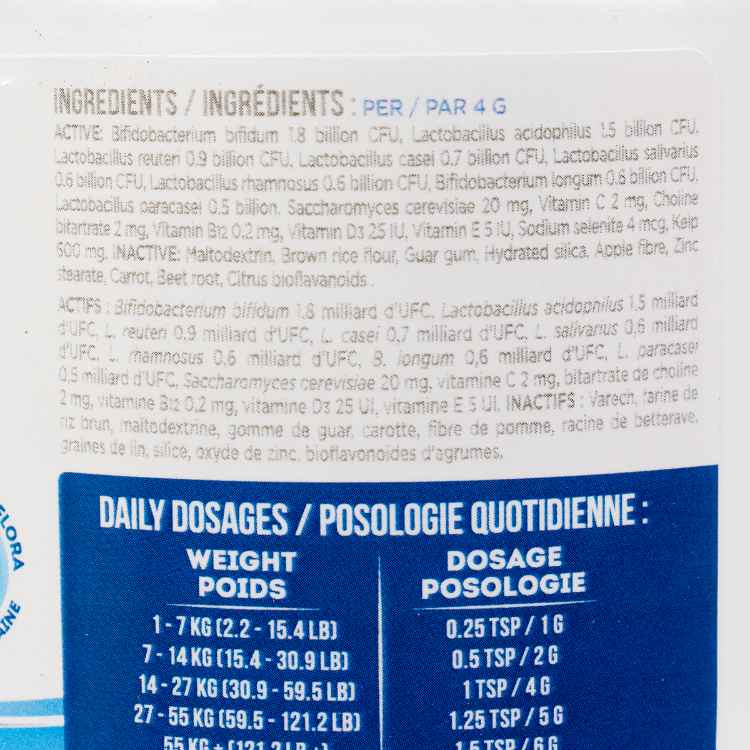 INGREDIENTS / INGRÉDIENTS : PER / PAR 4 G
ACTIVE: Bifidobacterium bifidum 1.8 billion CFU, Lactobacillus acidophilus 1.5 billion CFU,
Lactobacillus reuteri 0.9 billion CFU, Lactobacillus casei 0.7 billion CFU, Lactobacillus salivarius
0.6 billion CFU, Lactobacillus rhamnosus 0.6 billion CFU, Bifidobacterium longum 0.6 billion CFU,
Lactobacillus paracasei 0.5 billion, Saccharomyces cerevisiae 20 mg, Vitamin C 2 mg, Choline
bitartrate 2 mg, Vitamin B12 0.2 mg, Vitamin D3 25 IU, Vitamin E 5 IU, Sodium selenite 4 mcg, Kelp
600 mg. INACTIVE: Maltodextrin, Brown rice flour, Guar gum, Hydrated silica, Apple fibre, Zinc
stearate, Carrot, Beet root, Citrus bioflavanoids .
ACTIFS : Bifidobacterium bifidum 1,8 milliard d'UFC, Lactobacillus acidophilus 1,5 milliard
d'UFC, L. reuteri 0,9 milliard d'UFC, L. casei 0,7 milliard d'UFC, L. salivarius 0,6 milliard
d'UFC, L. rhamnosus 0,6 milliard d'UFC, B. longum 0,6 milliard d'UFC, L. paracasei
0,5 milliard d'UFC, Saccharomyces cerevisiae 20 mg, vitamine C 2 mg, bitartrate de choline
2 mg, vitamine B12 0,2 mg, vitamine D3 25 UI, vitamine E 5 UI. INACTIFS : Varech, farine de
riz brun, maltodextrine, gomme de guar, carotte, fibre de pomme, racine de betterave,
graines de lin, silice, oxyde de zinc, bioflavonoides d'agrumes.
DAILY DOSAGES / POSOLOGIE QUOTIDIENNE :
WEIGHT
POIDS
DOSAGE
POSOLOGIE
1 - 7 KG (2.2 - 15.4 LB) 0.25 TSP / 1 G
7 - 14 KG (15.4 - 30.9 LB) 0.5 TSP / 2 G
14 - 27 KG (30.9 - 59.5 LB) 1 TSP / 4 G
27 - 55 KG (59.5 - 121.2 LB) 1.25 TSP / 5 G
55 KG + (121.2 LB +) 1.5 TSP / 6 G
FLORA